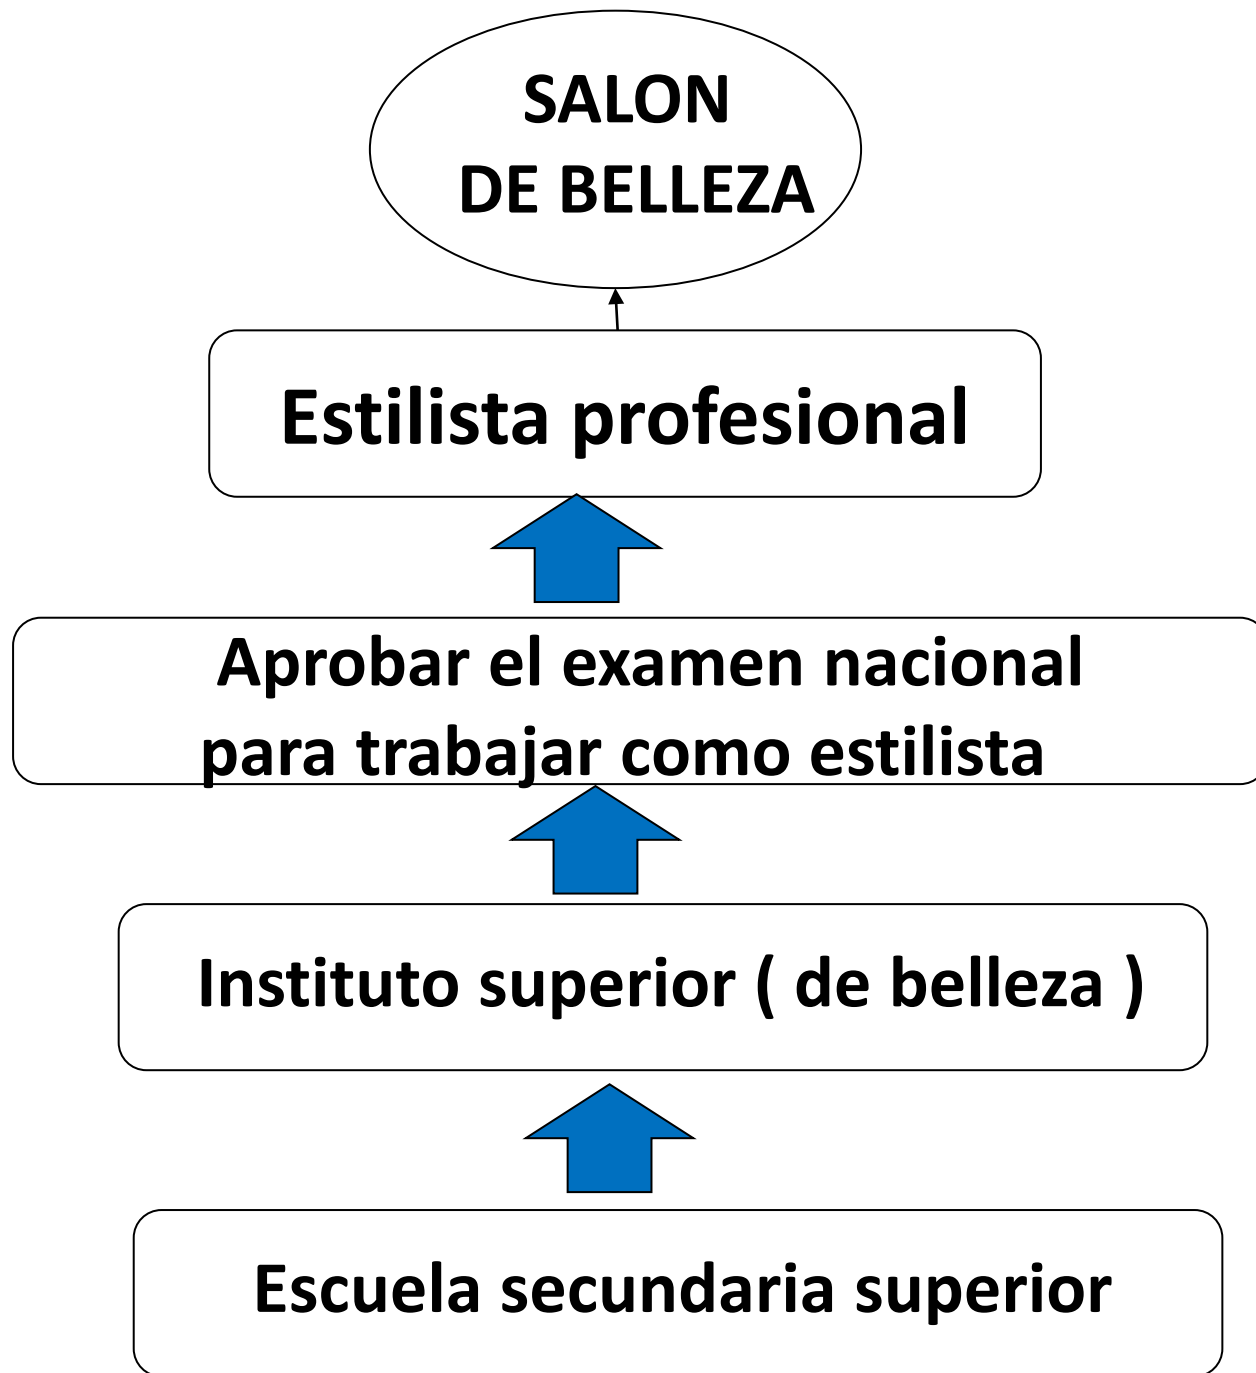 SALON
DE BELLEZA
Estilista profesional
Aprobar el examen nacional
para trabajar como estilista
Instituto superior ( de belleza )
Escuela secundaria superior